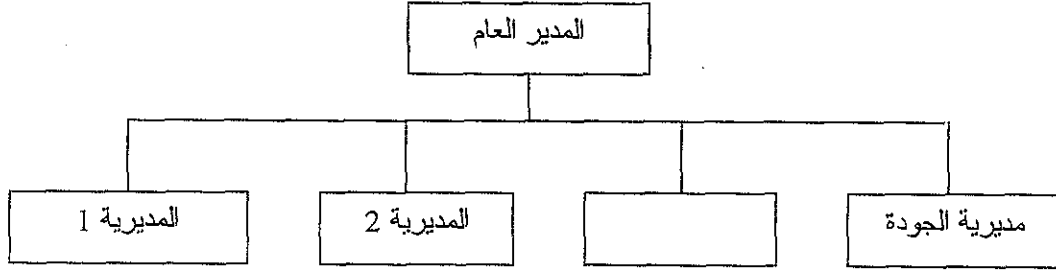 المدير العام
مديرية الجودة
المديرية 2
المديرية 1